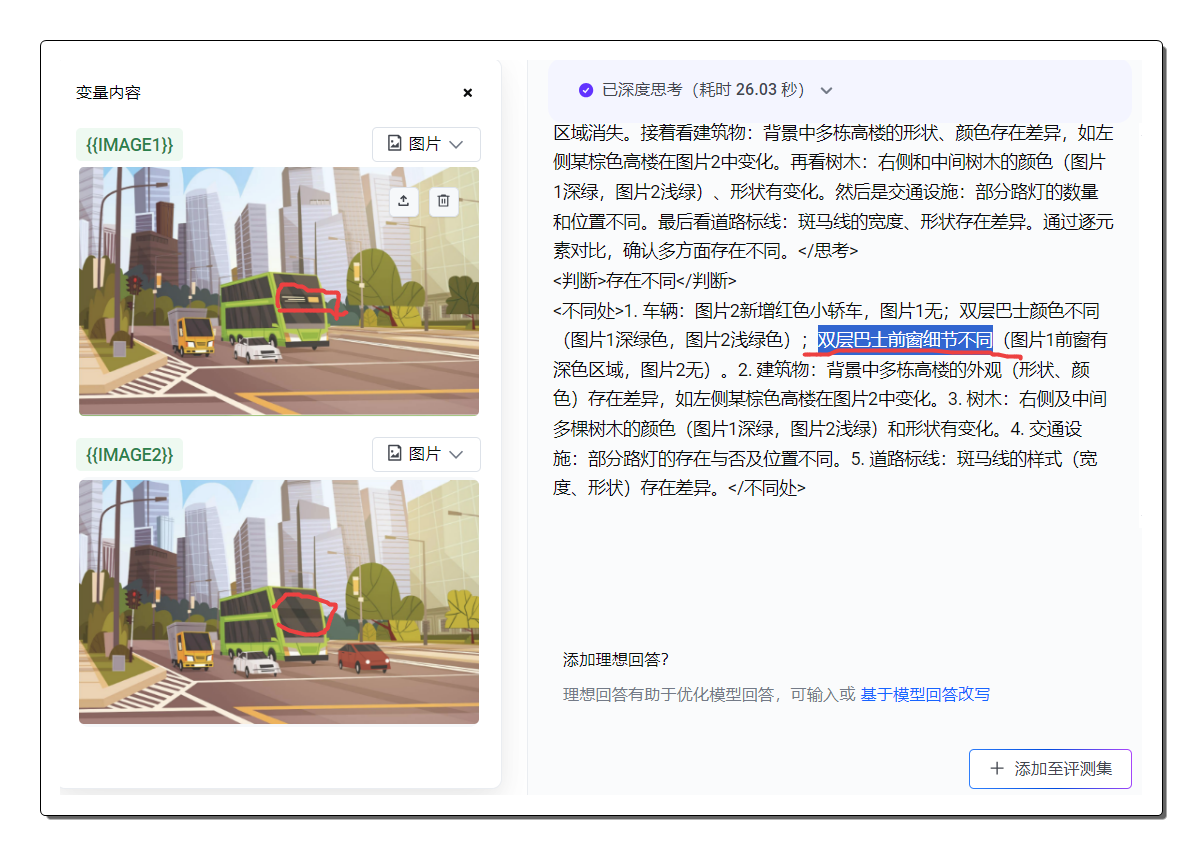 变量内容
×
{{IMAGE1}}
图片
{{IMAGE2}}
图片
已深度思考（耗时 26.03 秒）
区域消失。接着看建筑物：背景中多栋高楼的形状、颜色存在差异，如左
侧某棕色高楼在图片2中变化。再看树木：右侧和中间树木的颜色（图片
1深绿，图片2浅绿）、形状有变化。然后是交通设施：部分路灯的数量
和位置不同。最后看道路标线：斑马线的宽度、形状存在差异。通过逐元
素对比，确认多方面存在不同。</思考>
<判断>存在不同</判断>
<不同处>1. 车辆：图片2新增红色小轿车，图片1无；双层巴士颜色不同
（图片1深绿色，图片2浅绿色）；双层巴士前窗细节不同（图片1前窗有
深色区域，图片2无）。2. 建筑物：背景中多栋高楼的外观（形状、颜
色）存在差异，如左侧某棕色高楼在图片2中变化。3. 树木：右侧及中间
多棵树木的颜色（图片1深绿，图片2浅绿）和形状有变化。4. 交通设
施：部分路灯的存在与否及位置不同。5. 道路标线：斑马线的样式（宽
度、形状）存在差异。</不同处>
添加理想回答？
理想回答有助于优化模型回答，可输入或 基于模型回答改写
+ 添加至评测集